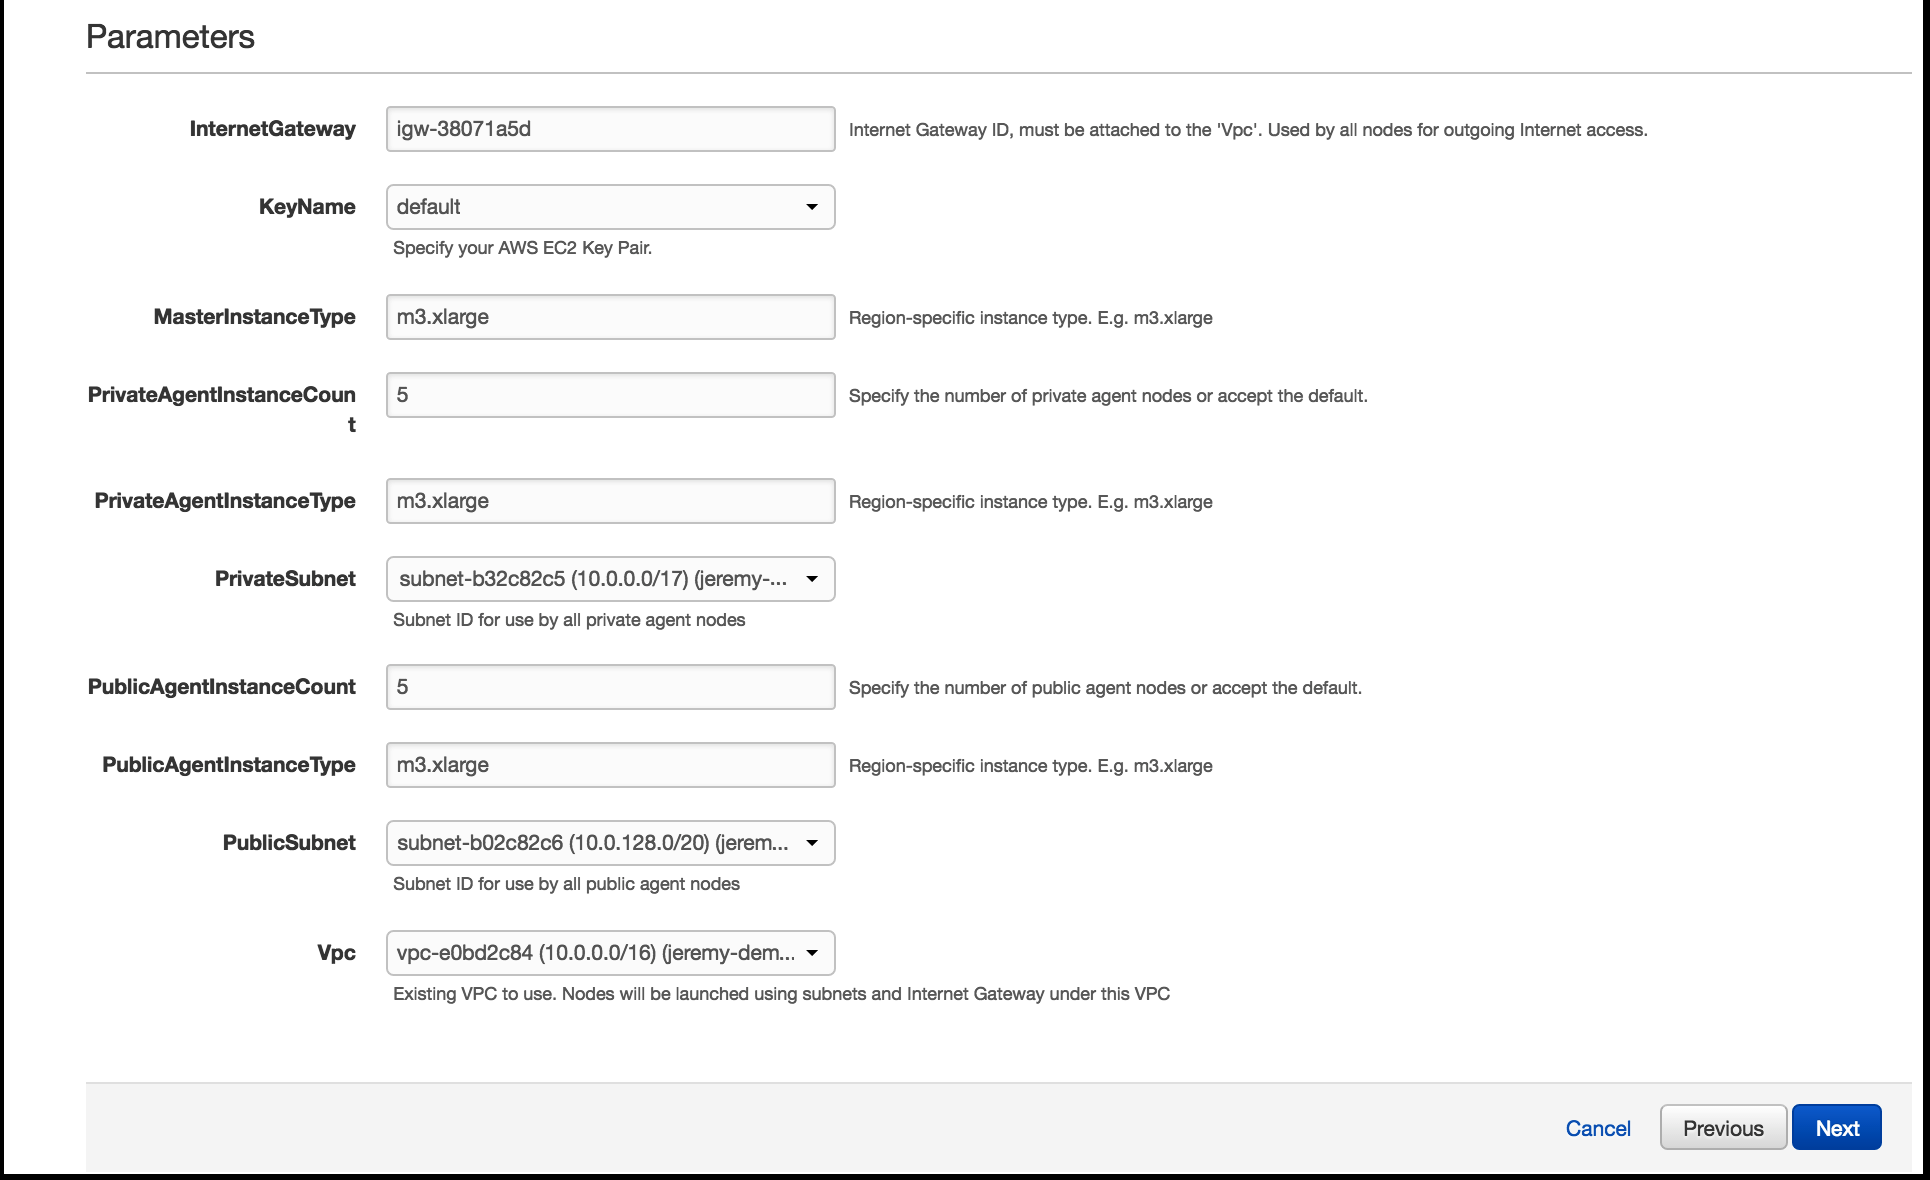 Parameters
InternetGateway
igw-38071a5d
Internet Gateway ID, must be attached to the 'Vpc'. Used by all nodes for outgoing Internet access.
KeyName
default
Specify your AWS EC2 Key Pair.
MasterInstanceType
m3.xlarge
Region-specific instance type. E.g. m3.xlarge
PrivateAgentInstanceCoun
t
5
Specify the number of private agent nodes or accept the default.
PrivateAgentInstanceType
m3.xlarge
Region-specific instance type. E.g. m3.xlarge
PrivateSubnet
subnet-b32c82c5 (10.0.0.0/17) (jeremy-...
Subnet ID for use by all private agent nodes
PublicAgentInstanceCount
5
Specify the number of public agent nodes or accept the default.
PublicAgentInstanceType
m3.xlarge
Region-specific instance type. E.g. m3.xlarge
PublicSubnet
subnet-b02c82c6 (10.0.128.0/20) (jerem...
Subnet ID for use by all public agent nodes
Vpc
vpc-e0bd2c84 (10.0.0.0/16) (jeremy-dem...
Existing VPC to use. Nodes will be launched using subnets and Internet Gateway under this VPC
Cancel
Previous
Next